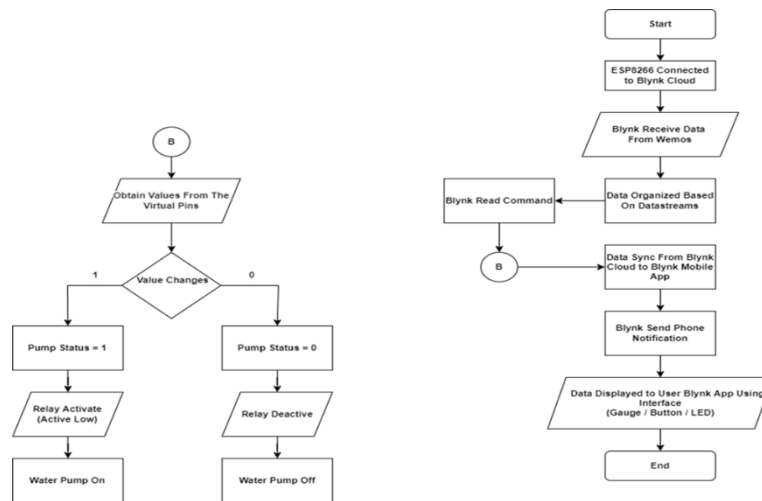 B
Obtain Values From The
Virtual Pins
1
Value Changes
0
Pump Status = 1
Pump Status = 0
Relay Activate
(Active Low)
Relay Deactive
Water Pump On
Water Pump Off
Start
ESP8266 Connected
to Blynk Cloud
Blynk Receive Data
From Wemos
Data Organized Based
On Datastreams
Blynk Read Command
B
Data Sync From Blynk
Cloud to Blynk Mobile
App
Blynk Send Phone
Notification
Data Displayed to User Blynk App Using
Interface
(Gauge / Button / LED)
End